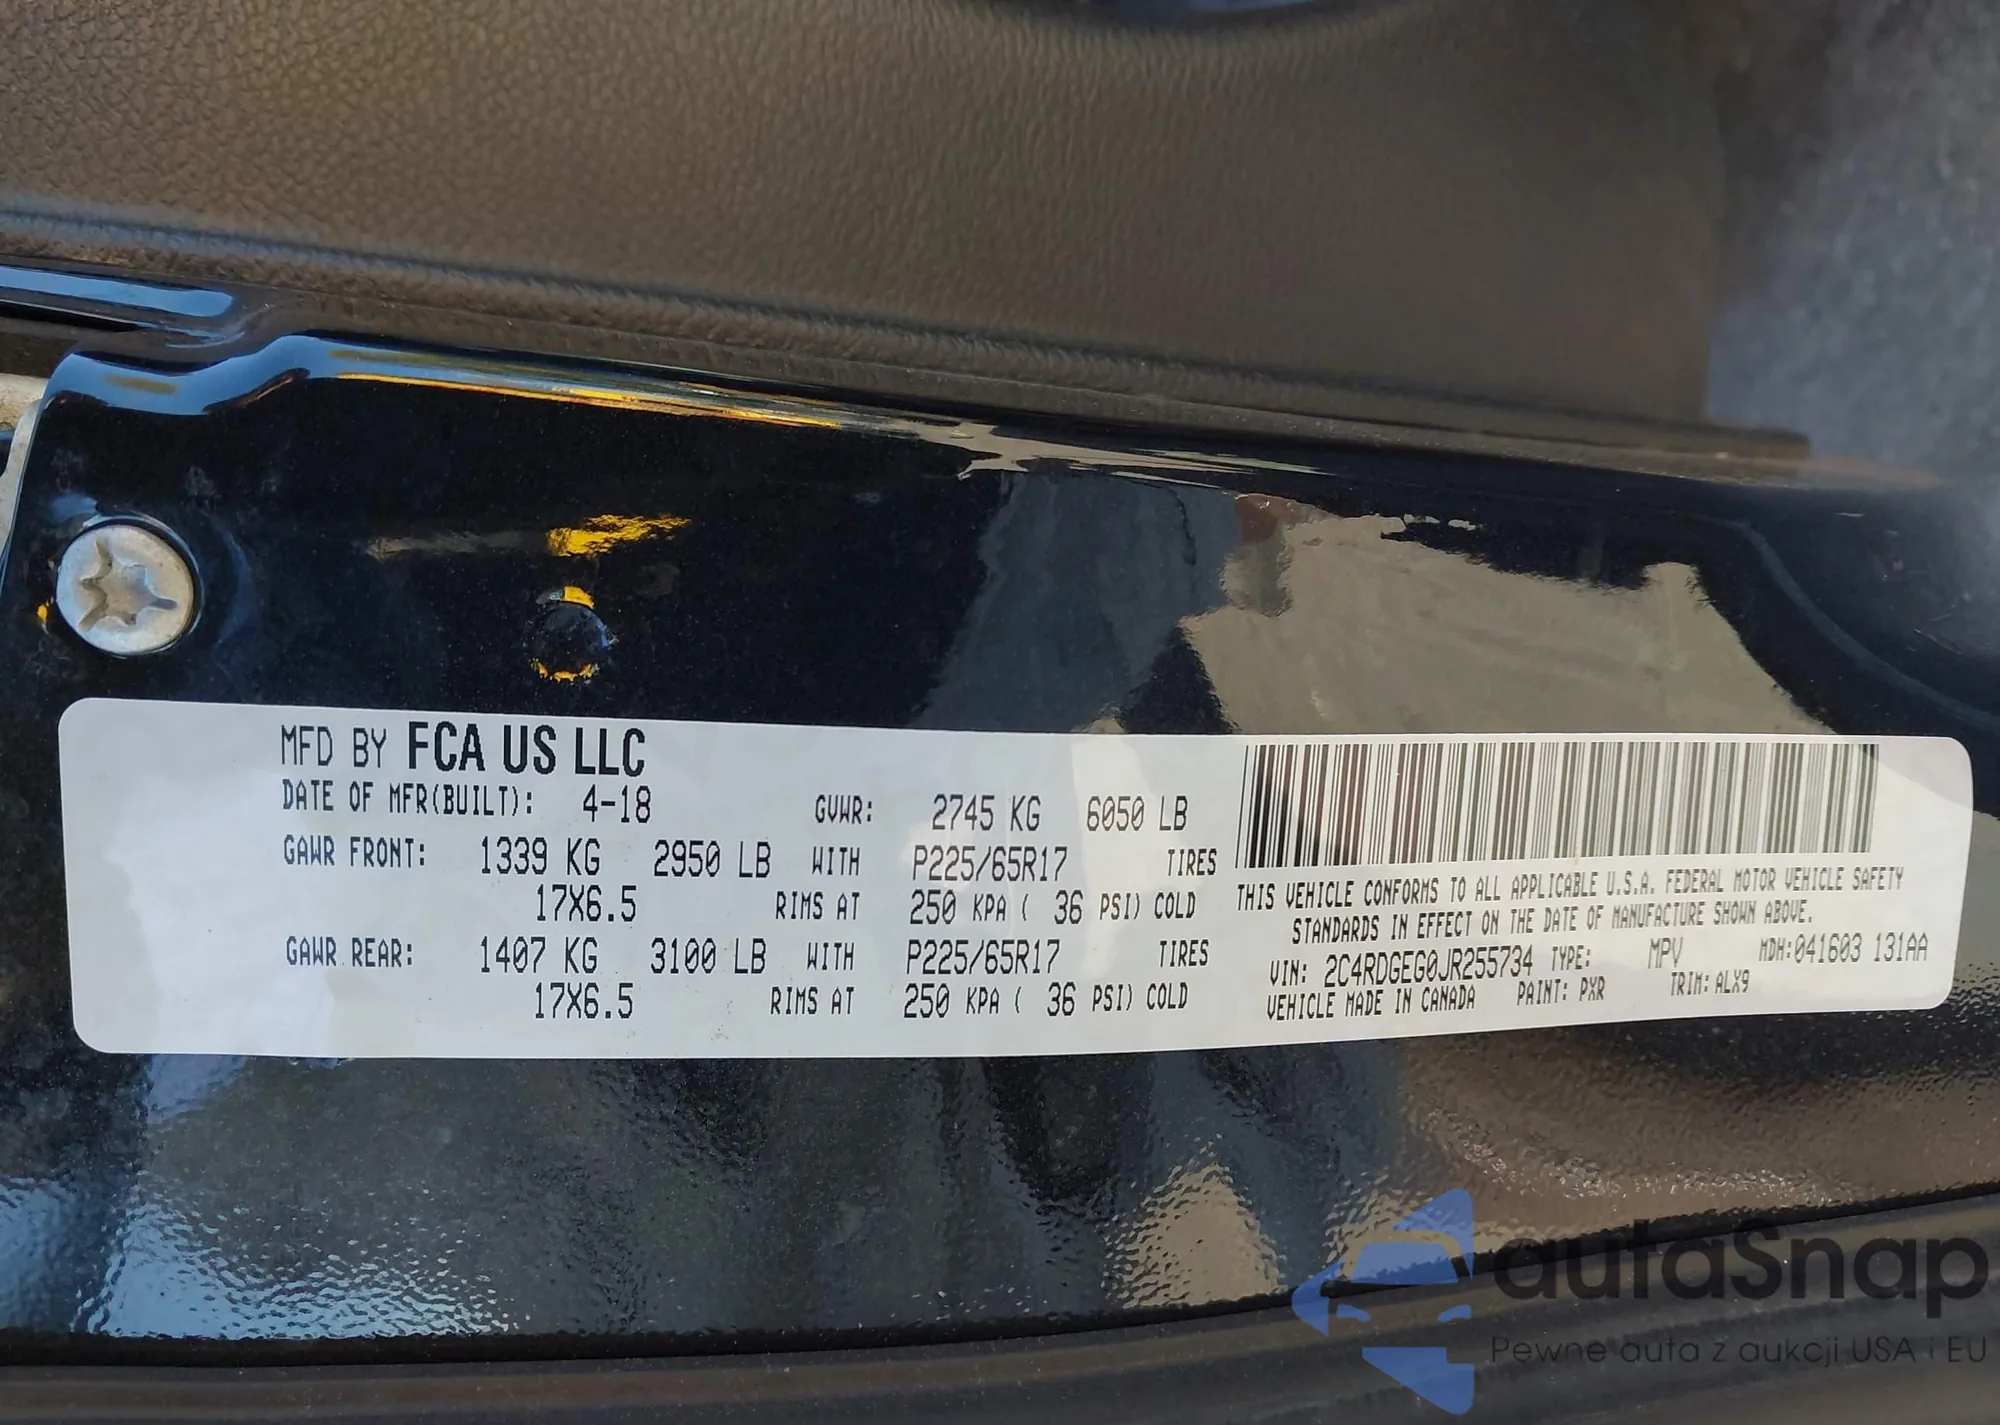 MFD BY FCA US LLC
DATE OF MFR(BUILT): 4-18 GVWR: 2745 KG 6050 LB
GAWR FRONT: 1339 KG 2950 LB WITH P225/65R17 TIRES
17X6.5 RIMS AT 250 KPA ( 36 PSI) COLD
GAWR REAR: 1407 KG 3100 LB WITH P225/65R17 TIRES
17X6.5 RIMS AT 250 KPA ( 36 PSI) COLD
THIS VEHICLE CONFORMS TO ALL APPLICABLE U.S.A. FEDERAL MOTOR VEHICLE SAFETY
STANDARDS IN EFFECT ON THE DATE OF MANUFACTURE SHOWN ABOVE.
VIN: 2C4RDGEG0JR255734 TYPE: MPV MDH:041603 131AA
VEHICLE MADE IN CANADA PAINT: PXR TRIM: ALX9
autaSnap
Pewne auta z aukcji USA i EU